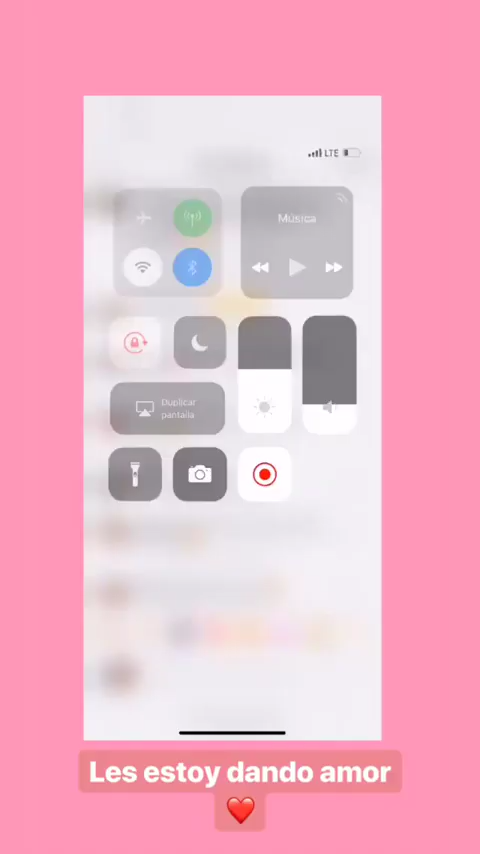 LTE
Música
Duplicar
pantalla
Les estoy dando amor
❤️